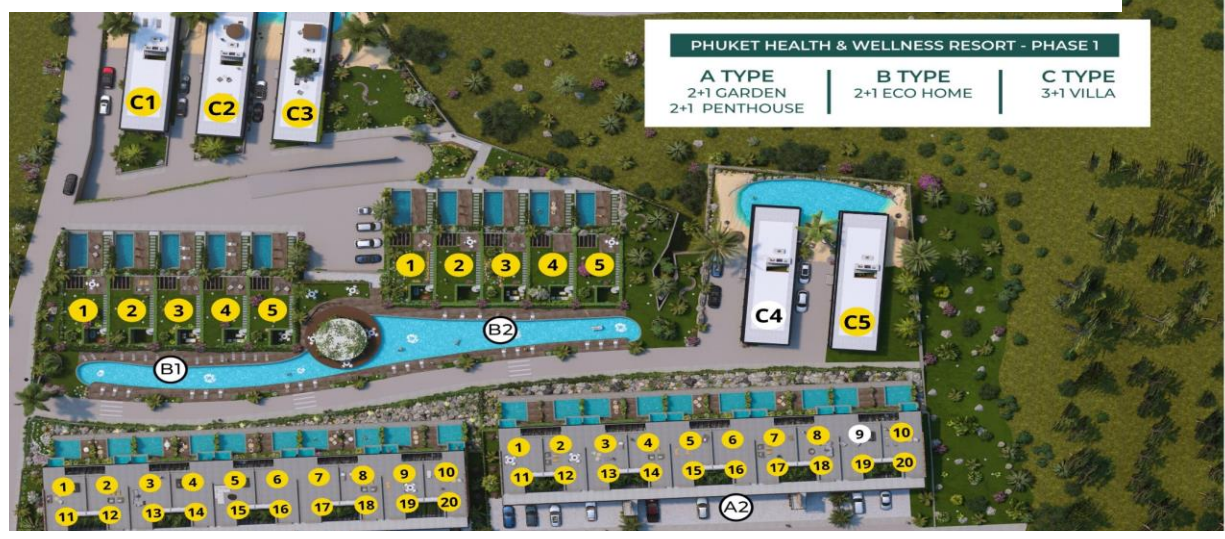 PHUKET HEALTH & WELLNESS RESORT - PHASE 1
A TYPE
2+1 GARDEN
2+1 PENTHOUSE
B TYPE
2+1 ECO HOME
C TYPE
3+1 VILLA
C1 C2 C3
1 2 3 4 5
1 2 3 4 5
C4 C5
B2
B1
1 2 3 4 5 6 7 8 9 10
11 12 13 14 15 16 17 18 19 20
1 2 3 4 5 6 7 8 9 10
11 12 13 14 15 16 17 18 19 20
A2